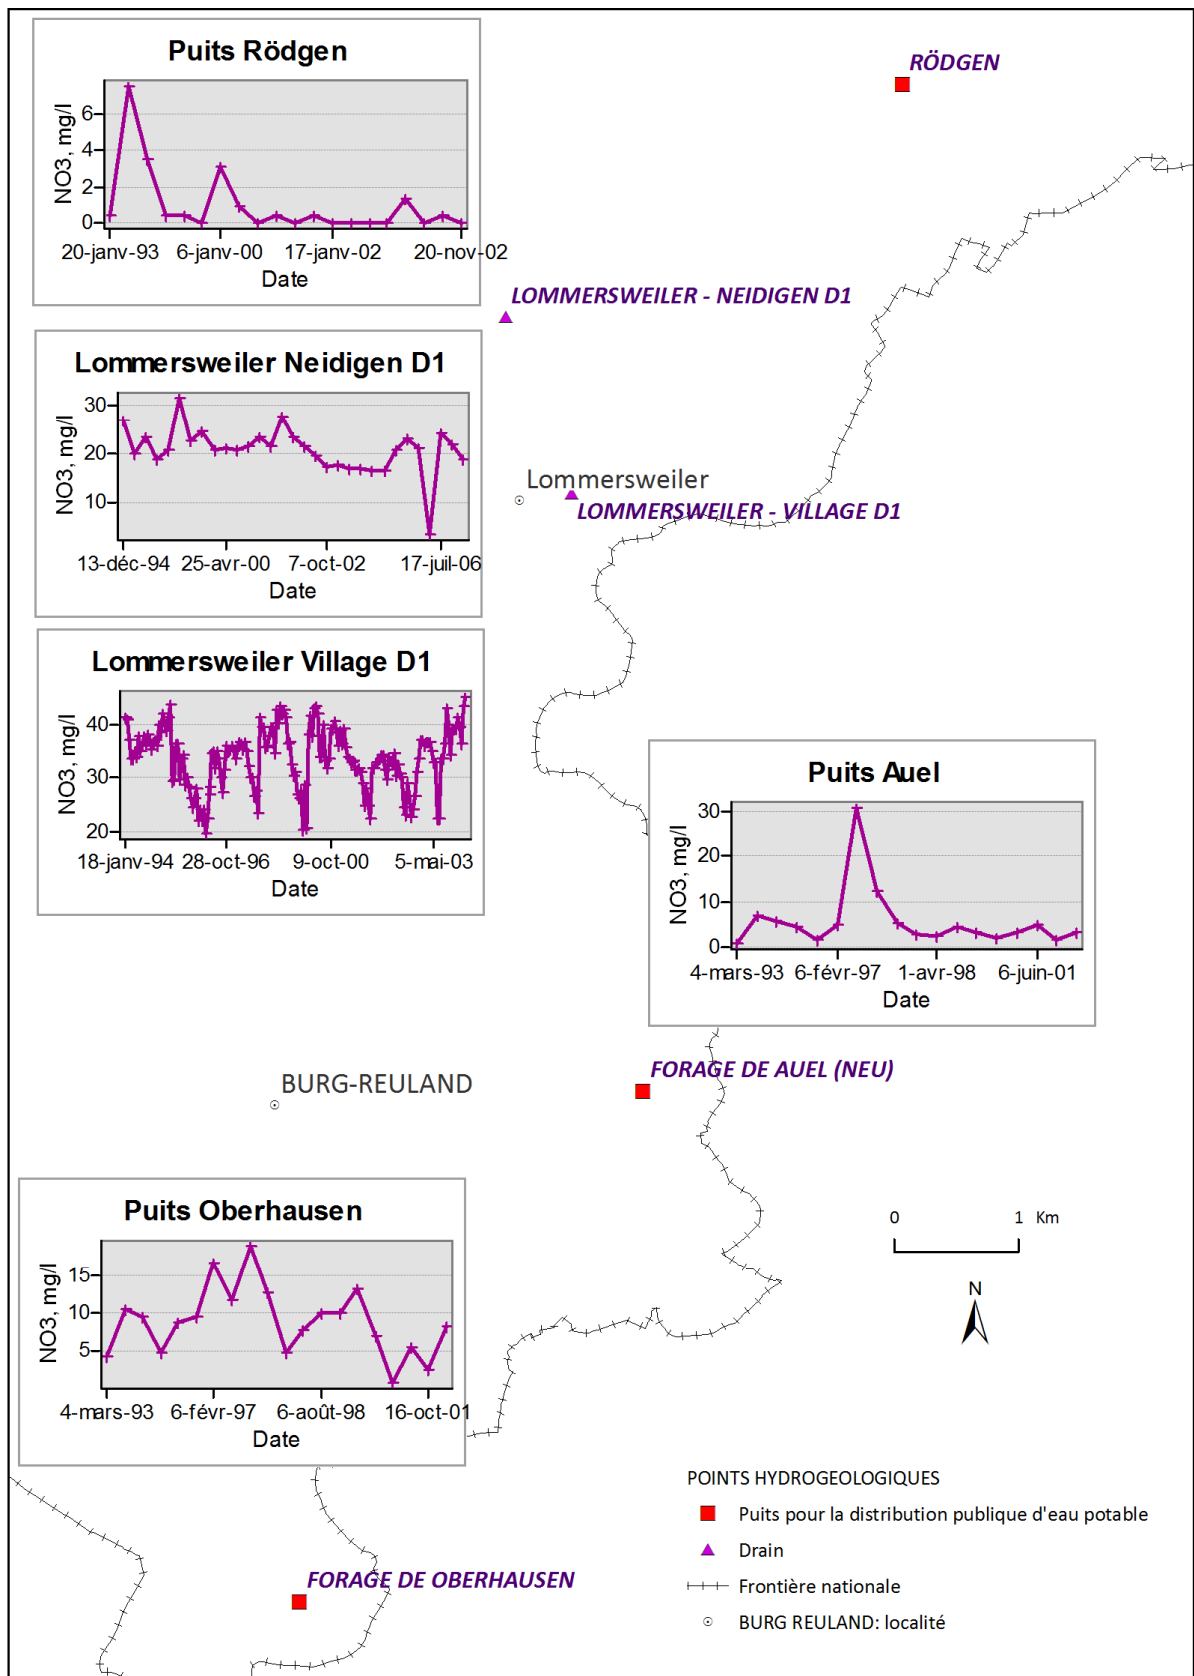 Puits Rödgen
NO3, mg/l
6
4
2
0
20-janv-93 6-janv-00 17-janv-02 20-nov-02
Date
RÖDGEN
LOMMERSWEILER - NEIDIGEN D1
Lommersweiler Neidigen D1
NO3, mg/l
30
20
10
13-déc-94 25-avr-00 7-oct-02 17-juil-06
Date
Lommersweiler
LOMMERSWEILER - VILLAGE D1
Lommersweiler Village D1
NO3, mg/l
40
30
20
18-janv-94 28-oct-96 9-oct-00 5-mai-03
Date
Puits Auel
NO3, mg/l
30
20
10
0
4-mars-93 6-févr-97 1-avr-98 6-juin-01
Date
FORAGE DE AUEL (NEU)
BURG-REULAND
Puits Oberhausen
NO3, mg/l
15
10
5
4-mars-93 6-févr-97 6-août-98 16-oct-01
Date
0 1 Km
N
FORAGE DE OBERHAUSEN
POINTS HYDROGEOLOGIQUES
Puits pour la distribution publique d'eau potable
Drain
Frontière nationale
BURG REULAND: localité